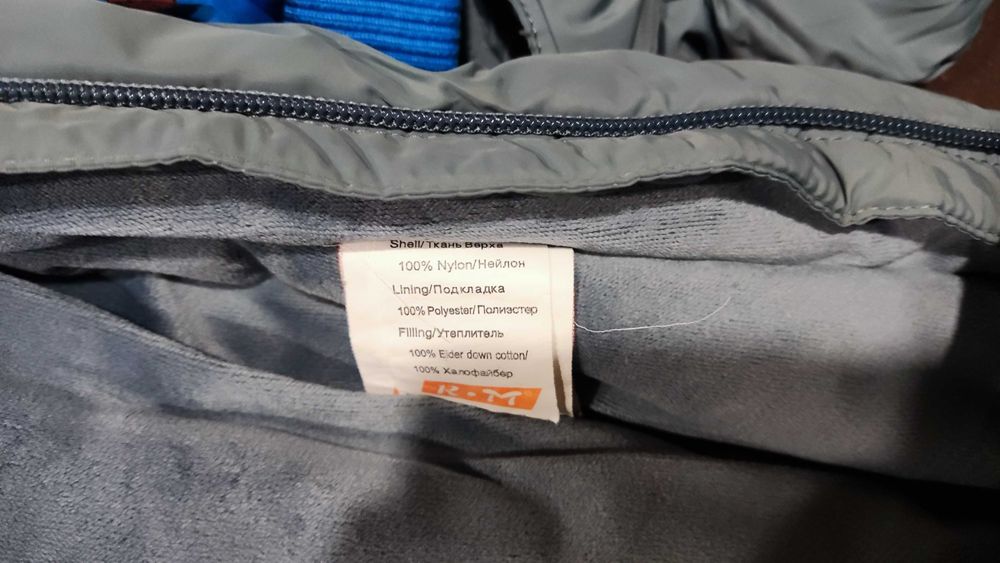 Shell/Ткань Верха
100% Nylon/Нейлон
Lining/Подкладка
100% Polyester/Полиэстер
Filling/Утеплитель
100% Eider down cotton/
100% Халофайбер
R·M